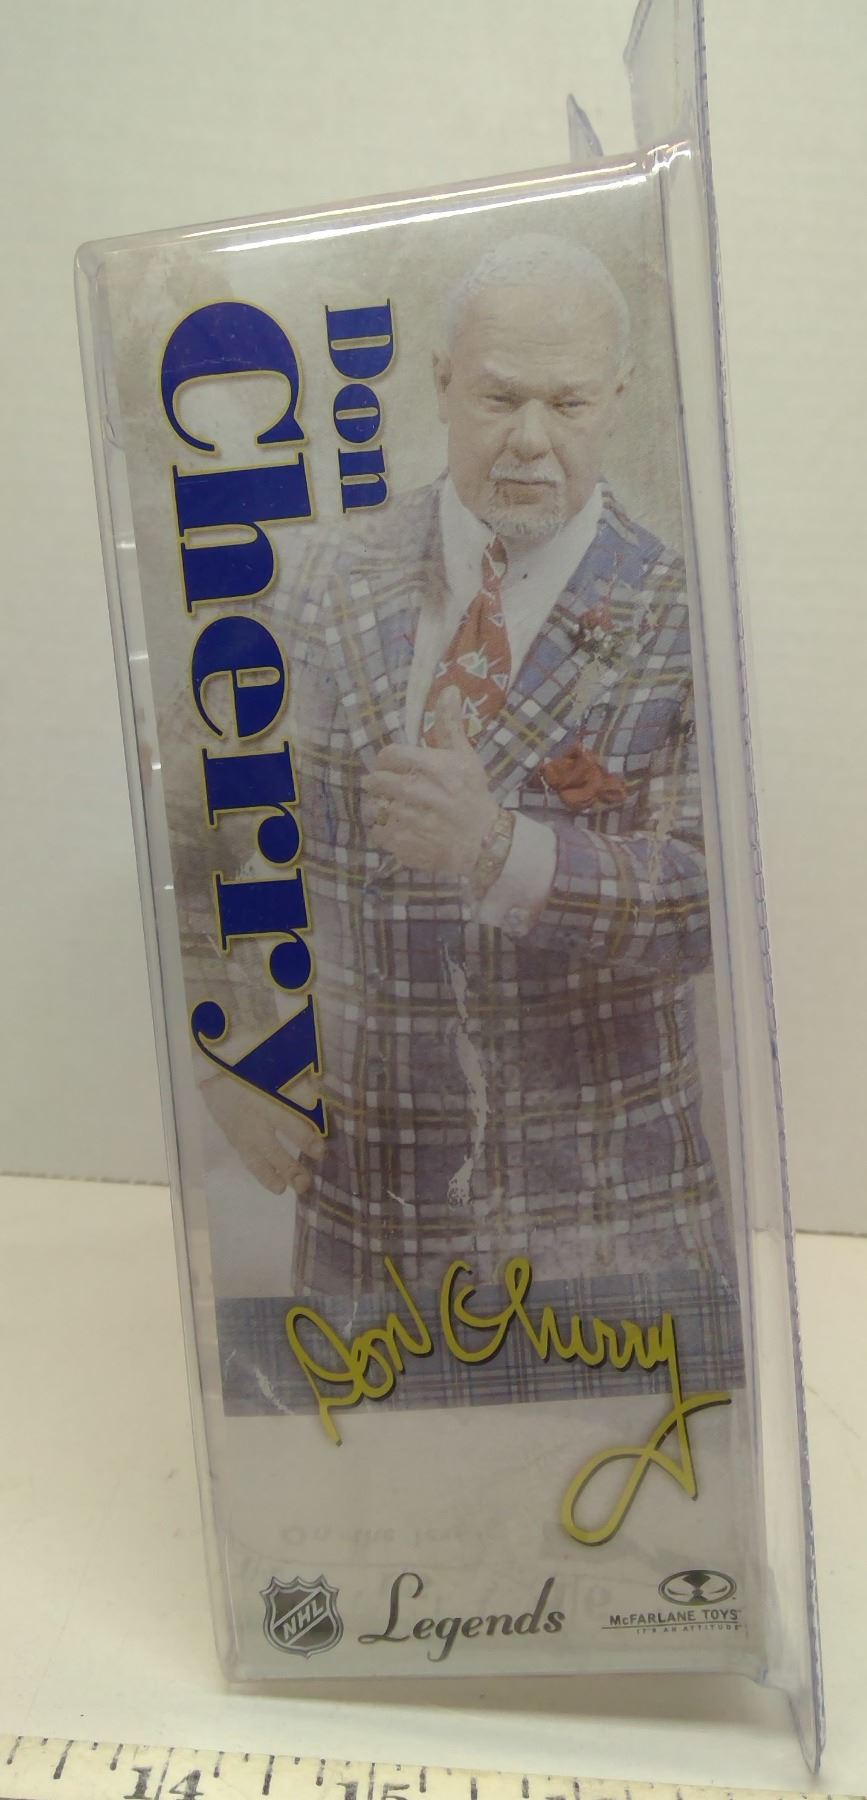 Don
Cherry
Don Cherry
NHL
Legends
McFARLANE TOYS
IT'S AN ATTITUDE
14
15